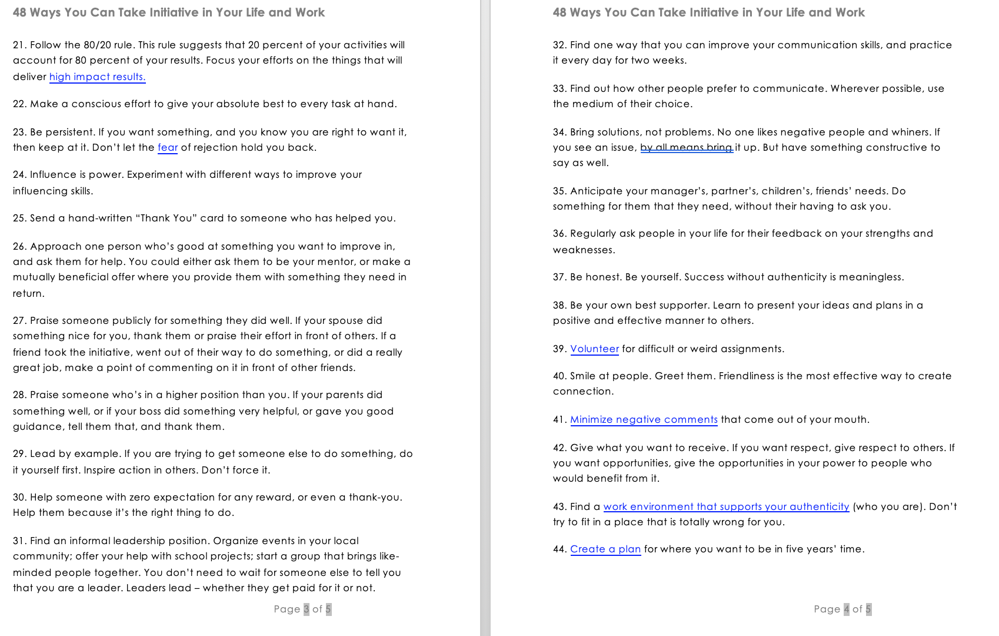 48 Ways You Can Take Initiative in Your Life and Work
21. Follow the 80/20 rule. This rule suggests that 20 percent of your activities will
account for 80 percent of your results. Focus your efforts on the things that will
deliver high impact results.
22. Make a conscious effort to give your absolute best to every task at hand.
23. Be persistent. If you want something, and you know you are right to want it,
then keep at it. Don’t let the fear of rejection hold you back.
24. Influence is power. Experiment with different ways to improve your
influencing skills.
25. Send a hand-written “Thank You” card to someone who has helped you.
26. Approach one person who’s good at something you want to improve in,
and ask them for help. You could either ask them to be your mentor, or make a
mutually beneficial offer where you provide them with something they need in
return.
27. Praise someone publicly for something they did well. If your spouse did
something nice for you, thank them or praise their effort in front of others. If a
friend took the initiative, went out of their way to do something, or did a really
great job, make a point of commenting on it in front of other friends.
28. Praise someone who’s in a higher position than you. If your parents did
something well, or if your boss did something very helpful, or gave you good
guidance, tell them that, and thank them.
29. Lead by example. If you are trying to get someone else to do something, do
it yourself first. Inspire action in others. Don’t force it.
30. Help someone with zero expectation for any reward, or even a thank-you.
Help them because it’s the right thing to do.
31. Find an informal leadership position. Organize events in your local
community; offer your help with school projects; start a group that brings like-
minded people together. You don’t need to wait for someone else to tell you
that you are a leader. Leaders lead – whether they get paid for it or not.
Page 3 of 5
48 Ways You Can Take Initiative in Your Life and Work
32. Find one way that you can improve your communication skills, and practice
it every day for two weeks.
33. Find out how other people prefer to communicate. Wherever possible, use
the medium of their choice.
34. Bring solutions, not problems. No one likes negative people and whiners. If
you see an issue, by all means bring it up. But have something constructive to
say as well.
35. Anticipate your manager’s, partner’s, children’s, friends’ needs. Do
something for them that they need, without their having to ask you.
36. Regularly ask people in your life for their feedback on your strengths and
weaknesses.
37. Be honest. Be yourself. Success without authenticity is meaningless.
38. Be your own best supporter. Learn to present your ideas and plans in a
positive and effective manner to others.
39. Volunteer for difficult or weird assignments.
40. Smile at people. Greet them. Friendliness is the most effective way to create
connection.
41. Minimize negative comments that come out of your mouth.
42. Give what you want to receive. If you want respect, give respect to others. If
you want opportunities, give the opportunities in your power to people who
would benefit from it.
43. Find a work environment that supports your authenticity (who you are). Don’t
try to fit in a place that is totally wrong for you.
44. Create a plan for where you want to be in five years’ time.
Page 4 of 5